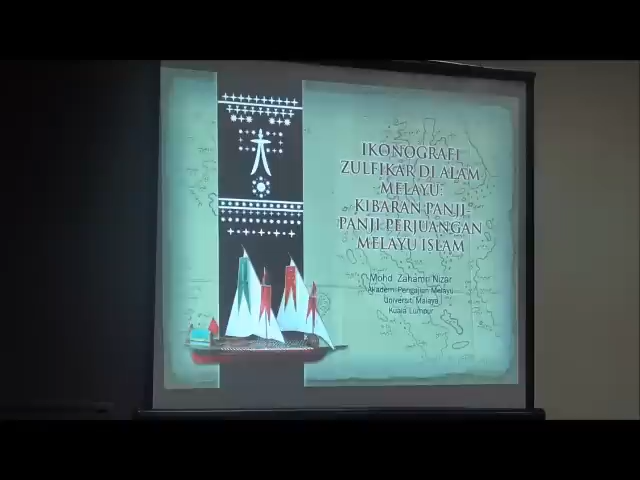 IKONOGRAFI
ZULFIKAR DI ALAM
MELAYU:
KIBARAN PANJI-
PANJI PERJUANGAN
MELAYU ISLAM
Mohd Zahamri Nizar
Akademi Pengajian Melayu
Universiti Malaya
Kuala Lumpur